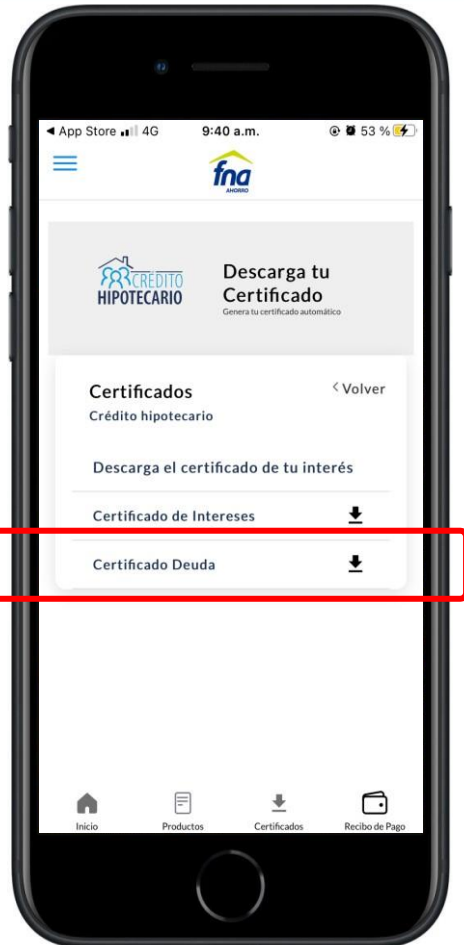 App Store 4G 9:40 a.m. 53 %
fna
AHORRO
CRÉDITO
HIPOTECARIO
Descarga tu
Certificado
Genera tu certificado automático
Certificados
Volver
Crédito hipotecario
Descarga el certificado de tu interés
Certificado de Intereses
Certificado Deuda
Inicio Productos Certificados Recibo de Pago